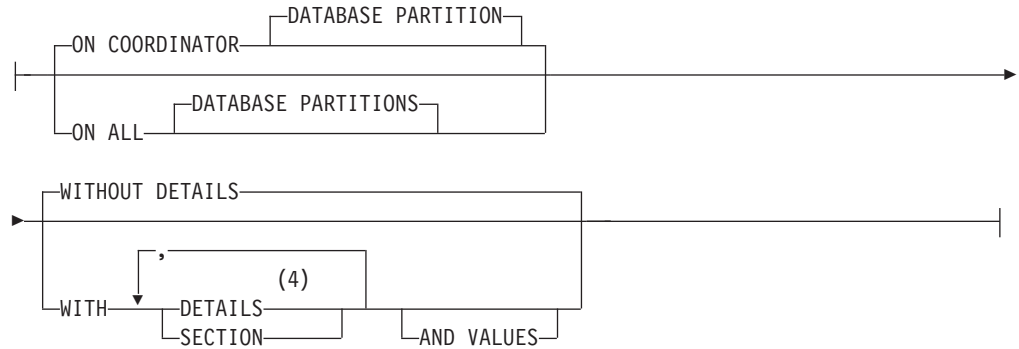 DATABASE PARTITION
ON COORDINATOR
DATABASE PARTITIONS
ON ALL
WITHOUT DETAILS
,
(4)
WITH DETAILS
SECTION AND VALUES